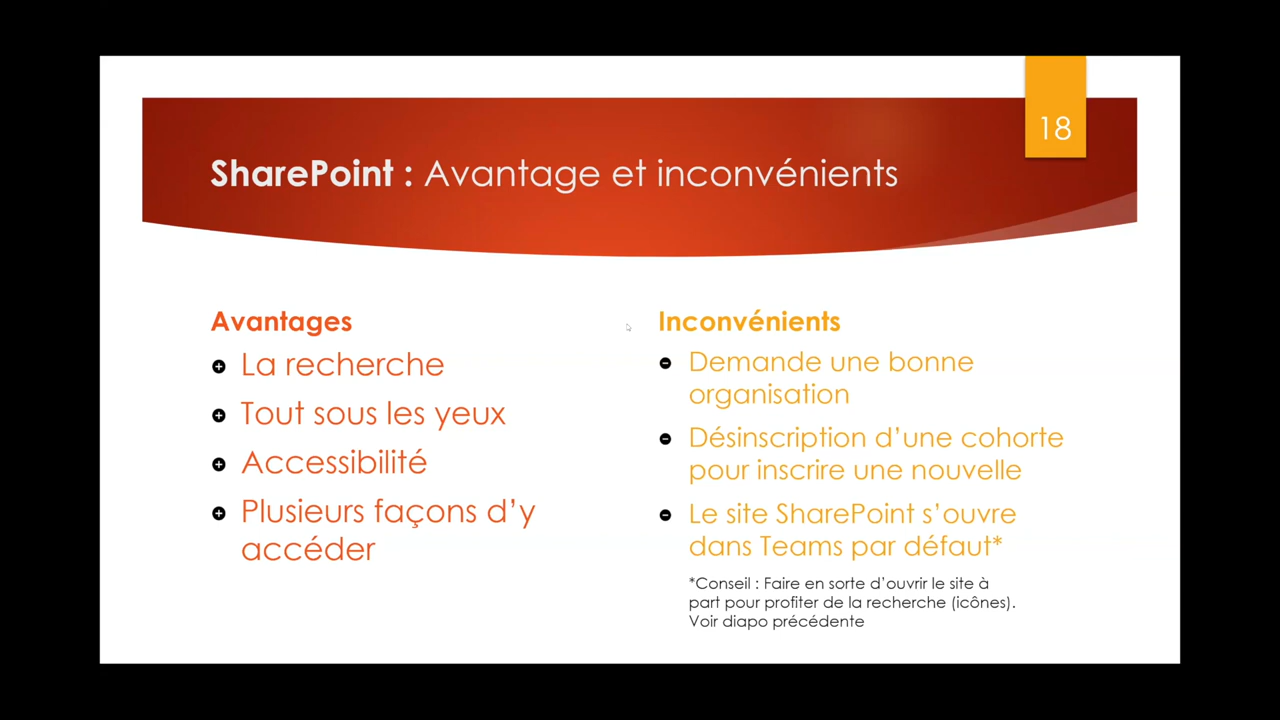 18
SharePoint : Avantage et inconvénients
Avantages
La recherche
Tout sous les yeux
Accessibilité
Plusieurs façons d’y
accéder
Inconvénients
Demande une bonne
organisation
Désinscription d’une cohorte
pour inscrire une nouvelle
Le site SharePoint s’ouvre
dans Teams par défaut*
*Conseil : Faire en sorte d’ouvrir le site à
part pour profiter de la recherche (icônes).
Voir diapo précédente